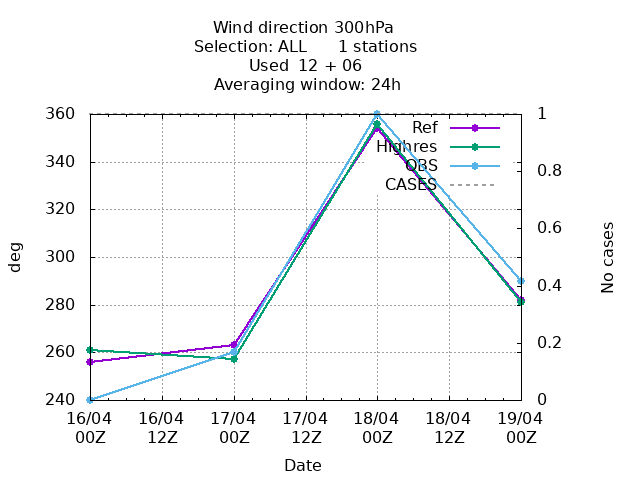 Wind direction 300hPa
Selection: ALL 1 stations
Used 12 + 06
Averaging window: 24h
360
340
320
300
280
260
240
deg
1
0.8
0.6
0.4
0.2
0
No cases
Ref
Highres
OBS
CASES
16/04 16/04 17/04 17/04 18/04 18/04 19/04
00Z 12Z 00Z 12Z 00Z 12Z 00Z
Date